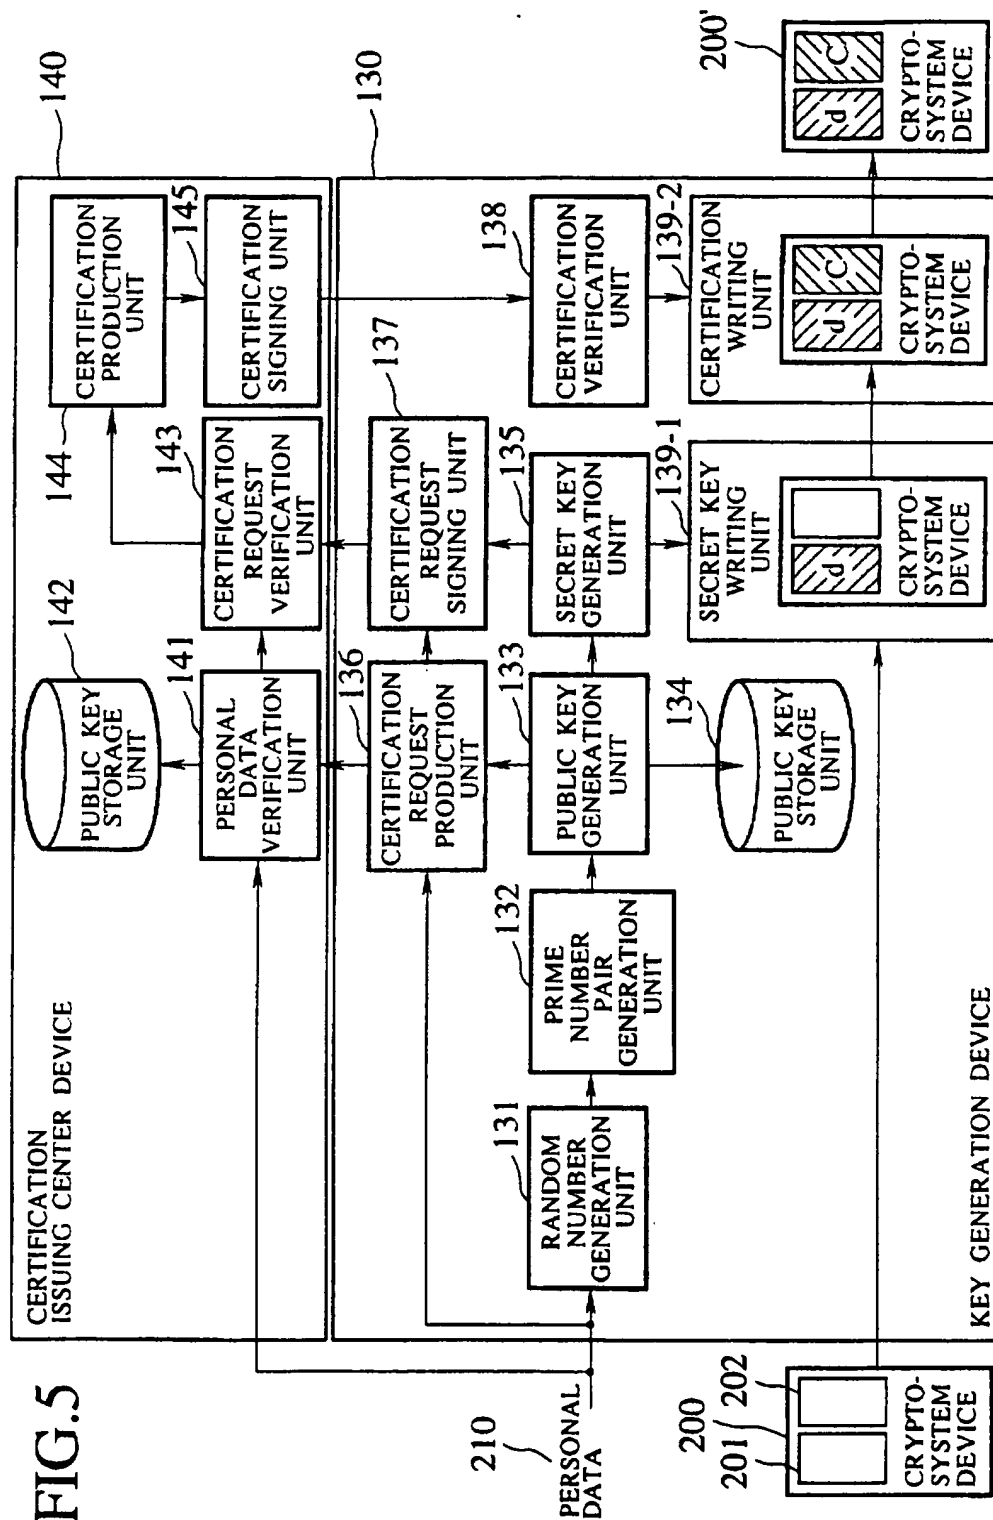 FIG.5
CERTIFICATION
ISSUING CENTER DEVICE
140
PUBLIC KEY
STORAGE
UNIT
142
144
CERTIFICATION
PRODUCTION
UNIT
PERSONAL
DATA
VERIFICATION
UNIT
141
CERTIFICATION
REQUEST
VERIFICATION
UNIT
143
CERTIFICATION
SIGNING UNIT
145
130
CERTIFICATION
REQUEST
PRODUCTION
UNIT
136
CERTIFICATION
REQUEST
SIGNING UNIT
137
210
PERSONAL
DATA
RANDOM
NUMBER
GENERATION
UNIT
131
PRIME
NUMBER
PAIR
GENERATION
UNIT
132
PUBLIC KEY
GENERATION
UNIT
133
SECRET KEY
GENERATION
UNIT
135
CERTIFICATION
VERIFICATION
UNIT
138
PUBLIC KEY
STORAGE
UNIT
134
SECRET KEY
WRITING
UNIT
139-1
d
CRYPTO-
SYSTEM
DEVICE
CERTIFICATION
WRITING
UNIT
139-2
d
C
CRYPTO-
SYSTEM
DEVICE
200'
d
C
CRYPTO-
SYSTEM
DEVICE
201
200
202
CRYPTO-
SYSTEM
DEVICE
KEY GENERATION DEVICE